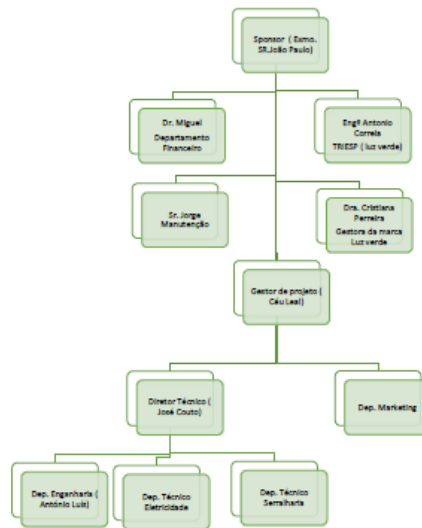 Sponsor ( Exmo.
SR.João Paulo)
Dr. Miguel
Departamento
Financeiro
Engº Antonio
Correia
TRIESP ( luz verde)
Sr. Jorge
Manutenção
Dra. Cristiana
Perreira
Gestora da marca
Luz verde
Gestor de projeto (
Céu Leal)
Diretor Técnico (
José Couto)
Dep. Marketing
Dep. Engenharia (
António Luis)
Dep. Técnico
Eletricidade
Dep. Técnico
Serralharia